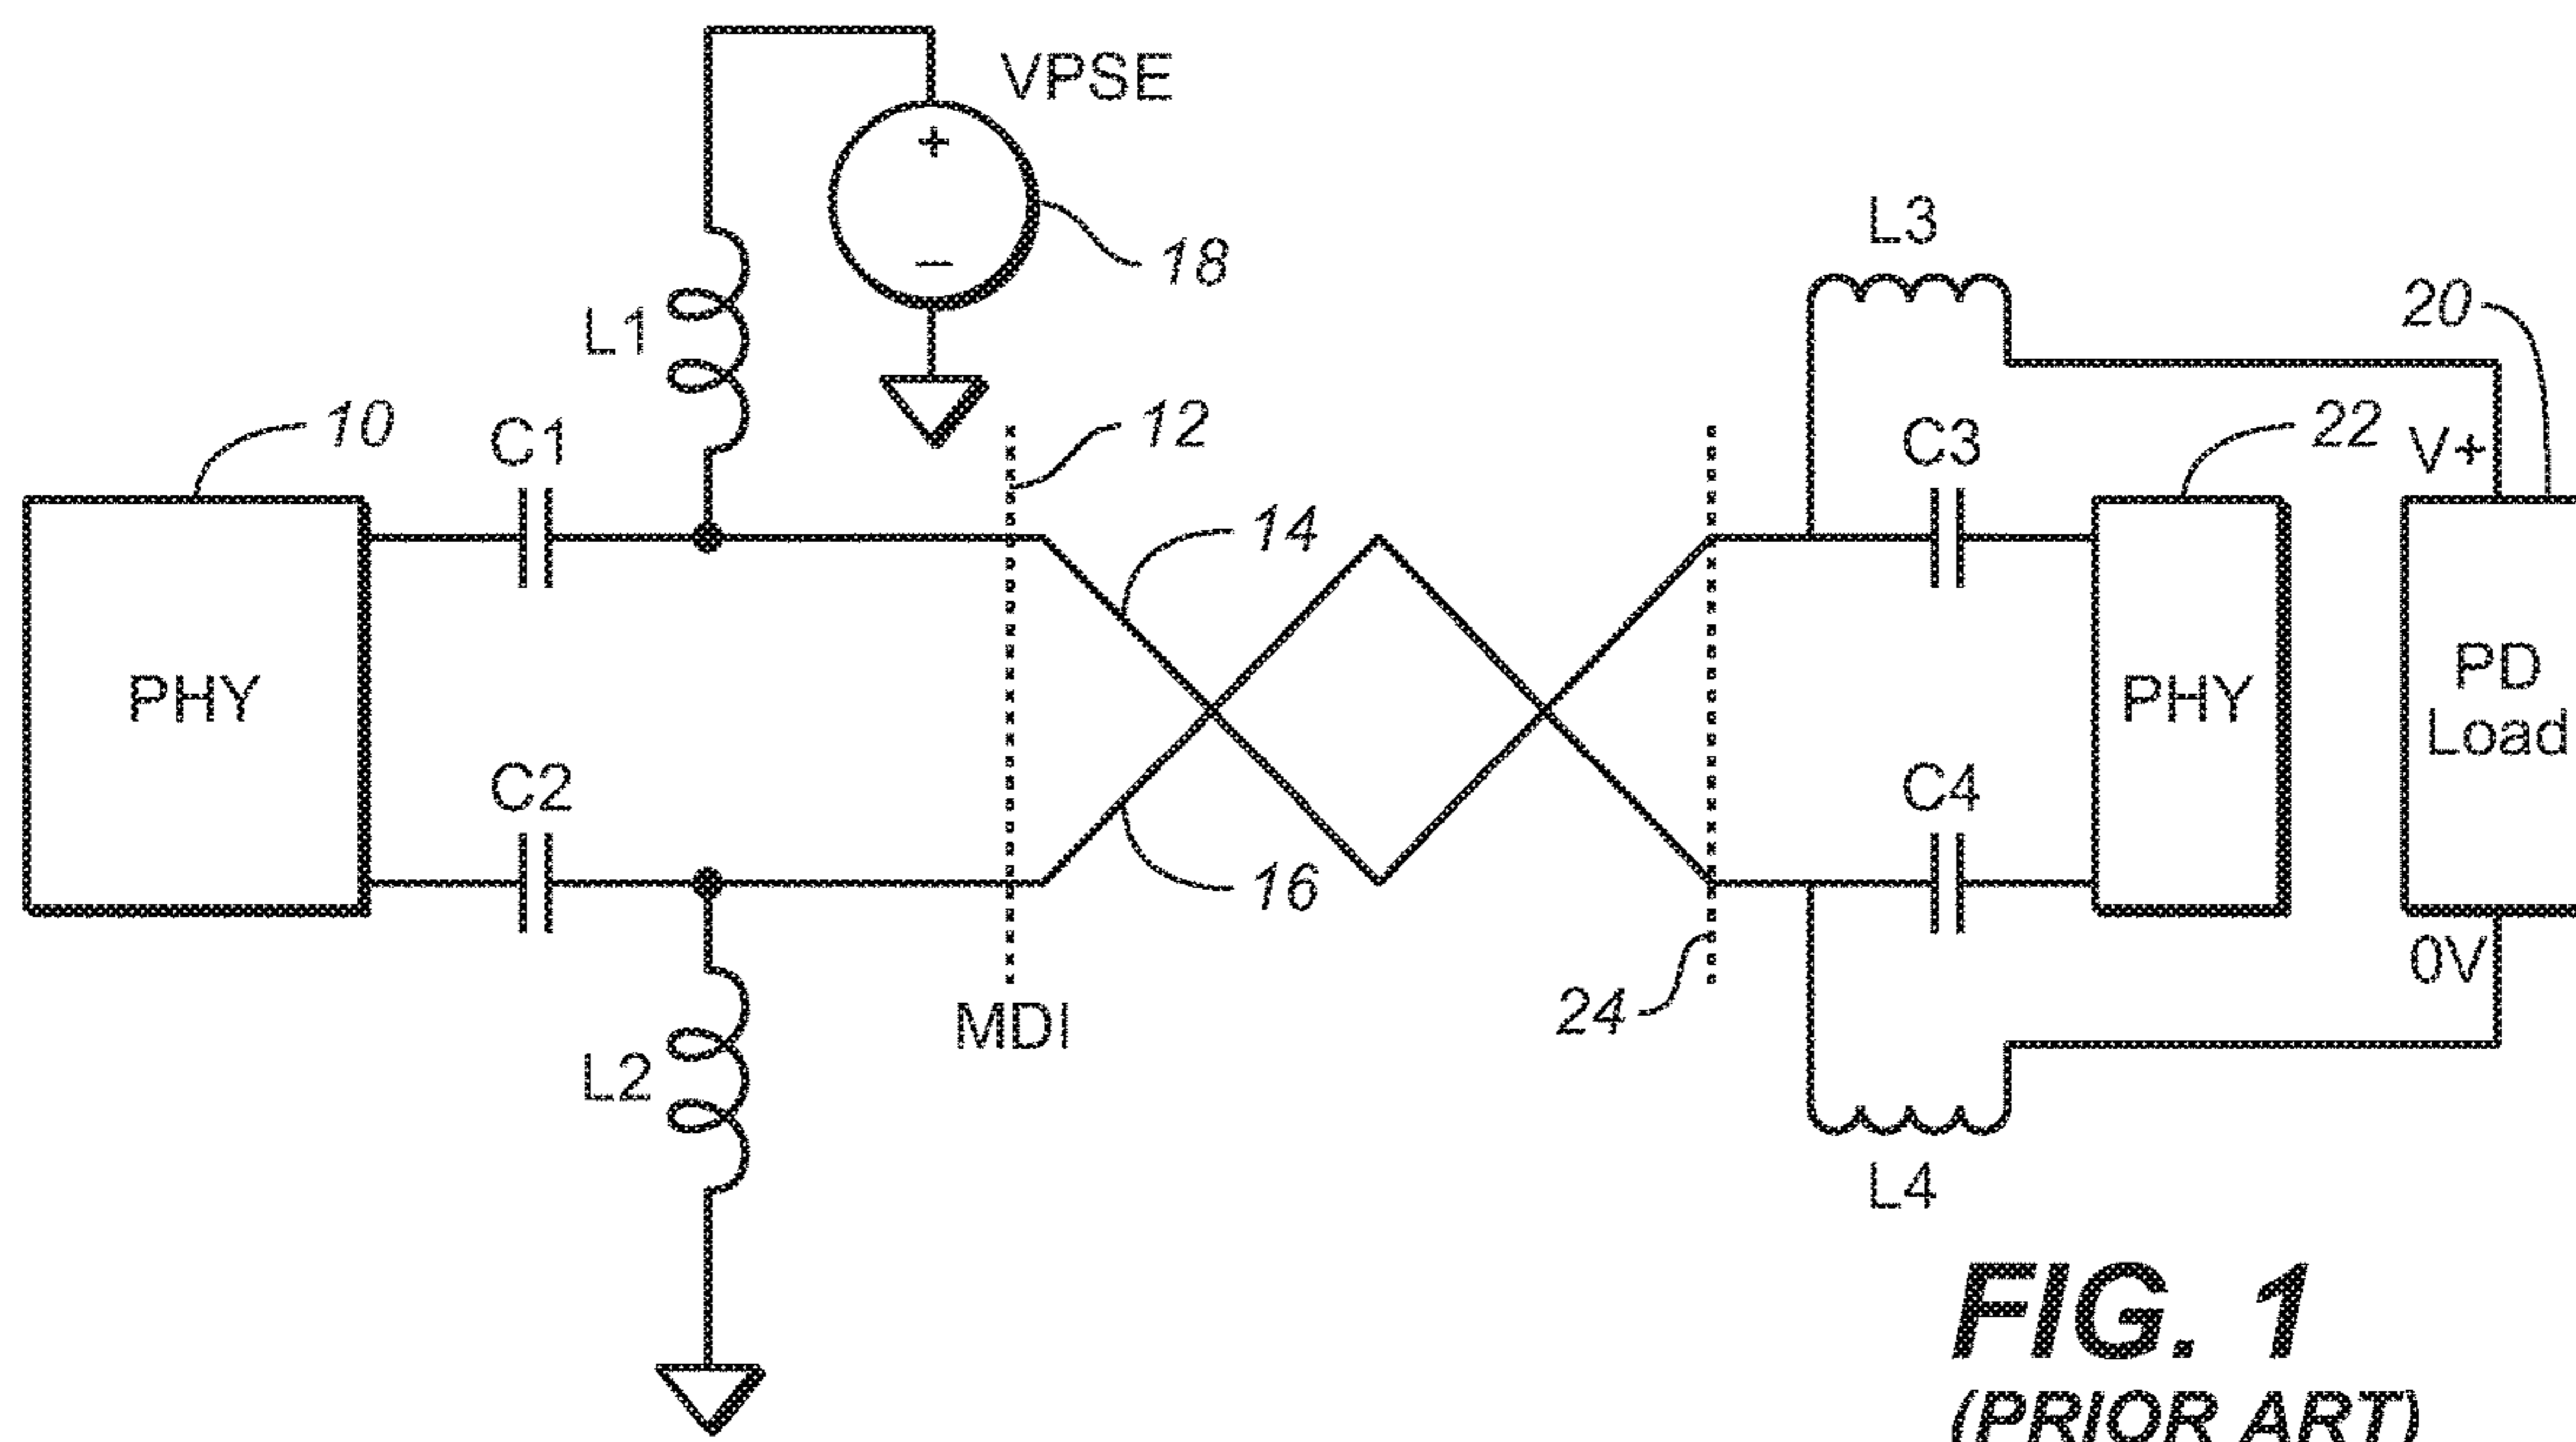 VPSE
+
−
18
L1
L3
20
10
C1
12
C3
22
V+
14
PHY
PHY
PD
Load
C2
C4
16
0V
24
MDI
L2
L4
FIG. 1
(PRIOR ART)